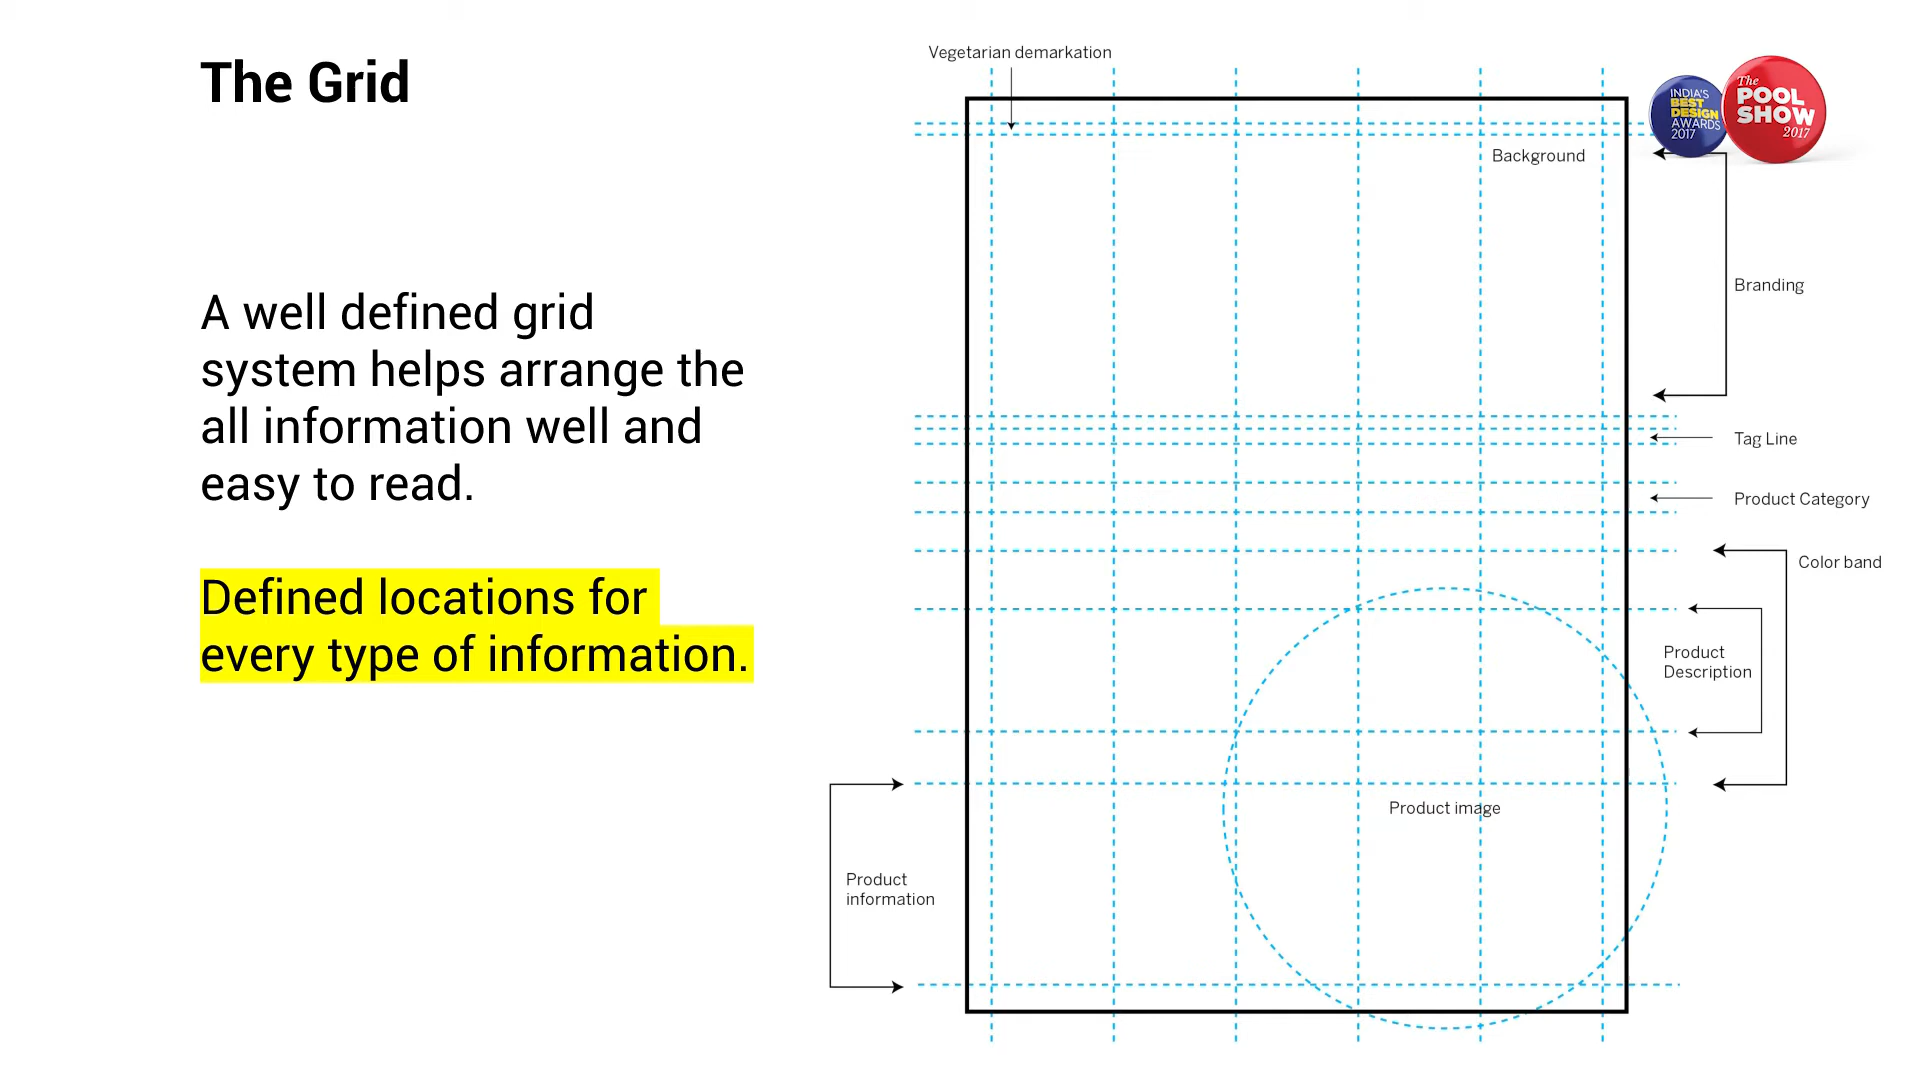 The Grid
A well defined grid
system helps arrange the
all information well and
easy to read.
Defined locations for
every type of information.
Vegetarian demarkation
Background
INDIA'S
BEST
DESIGN
AWARDS
2017
The
POOL
SHOW
2017
Branding
Tag Line
Product Category
Color band
Product
Description
Product image
Product
information